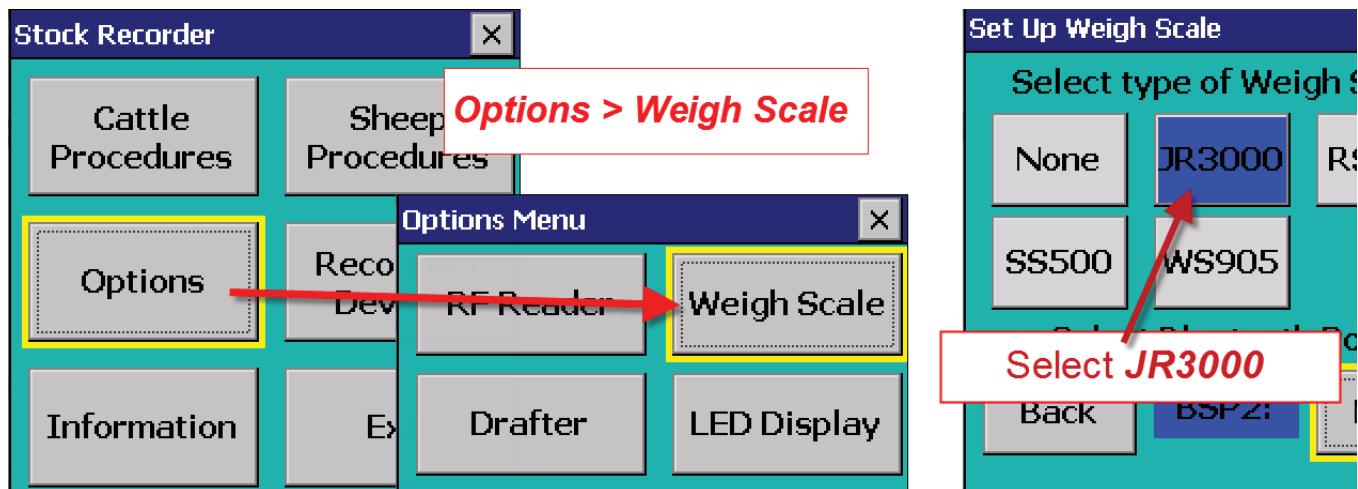 Stock Recorder
Cattle
Procedures
Sheep
Procedures
Options > Weigh Scale
Options
Information
Options Menu
RF Reader
Weigh Scale
Drafter
LED Display
Set Up Weigh Scale
Select type of Weigh
None
JR3000
SS500
WS905
Select JR3000
Back
BSP2: